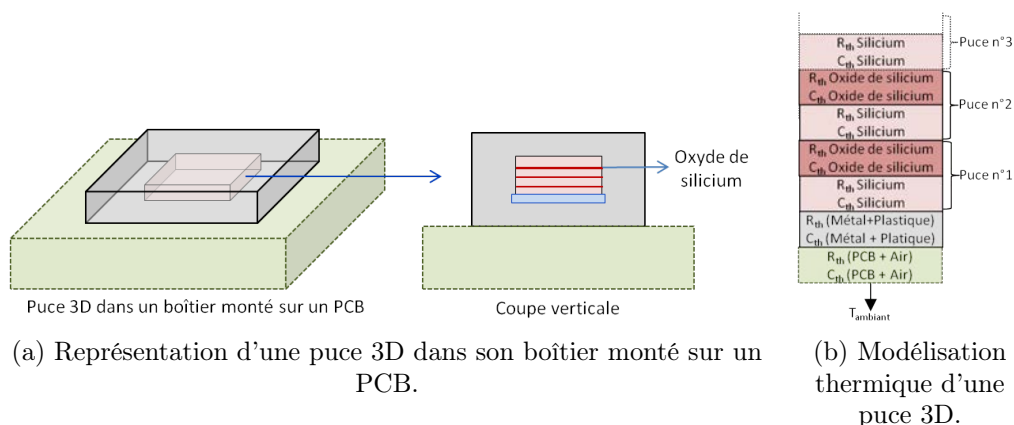 Oxyde de
silicium
Puce 3D dans un boîtier monté sur un PCB
Coupe verticale
(a) Représentation d'une puce 3D dans son boîtier monté sur un
PCB.
R_th Silicium
C_th Silicium
Puce n°3
R_th Oxide de silicium
C_th Oxide de silicium
R_th Silicium
C_th Silicium
Puce n°2
R_th Oxide de silicium
C_th Oxide de silicium
R_th Silicium
C_th Silicium
Puce n°1
R_th (Métal+Plastique)
C_th (Métal + Platique)
R_th (PCB + Air)
C_th (PCB + Air)
T_ambiant
(b) Modélisation
thermique d'une
puce 3D.